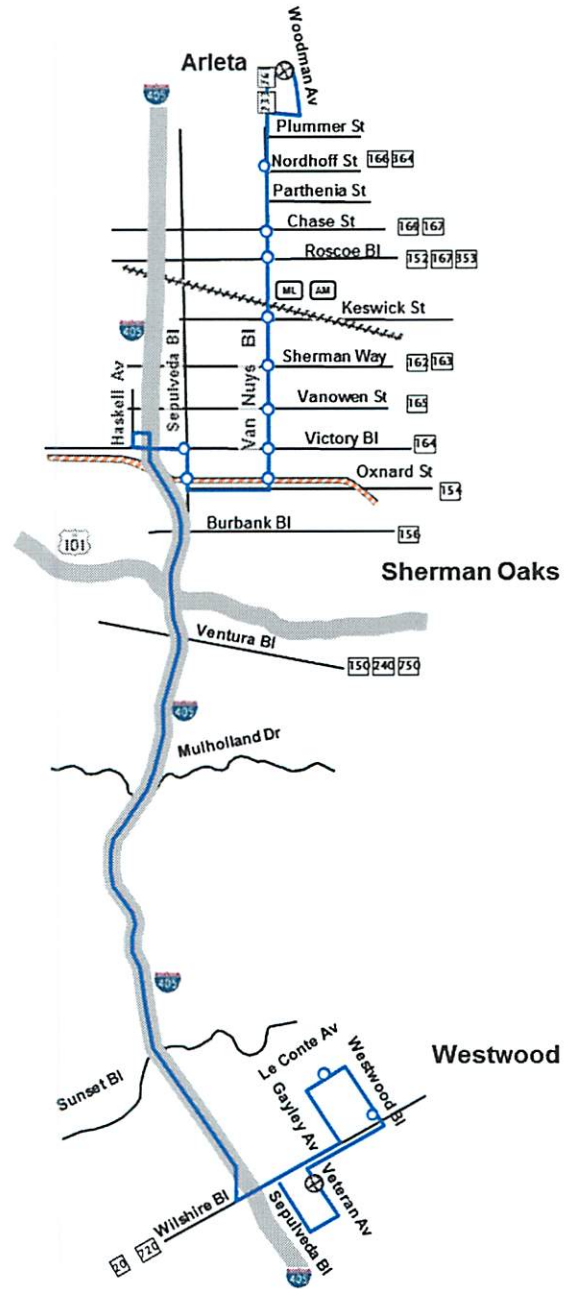 Arleta
Woodman Av
405
761
233
Plummer St
Nordhoff St 166 364
Parthenia St
Chase St 166 167
Roscoe Bl 152 167 353
ML AM
Keswick St
405
Haskell Av
Sepulveda Bl
Van Nuys Bl
Sherman Way 162 163
Vanowen St 165
Victory Bl 164
Oxnard St 154
Burbank Bl 156
101
Sherman Oaks
Ventura Bl 150 240 750
405
Mulholland Dr
405
Westwood
Le Conte Av
Westwood Bl
Gayley Av
Sunset Bl
Veteran Av
Sepulveda Bl
Wilshire Bl
20 720
405